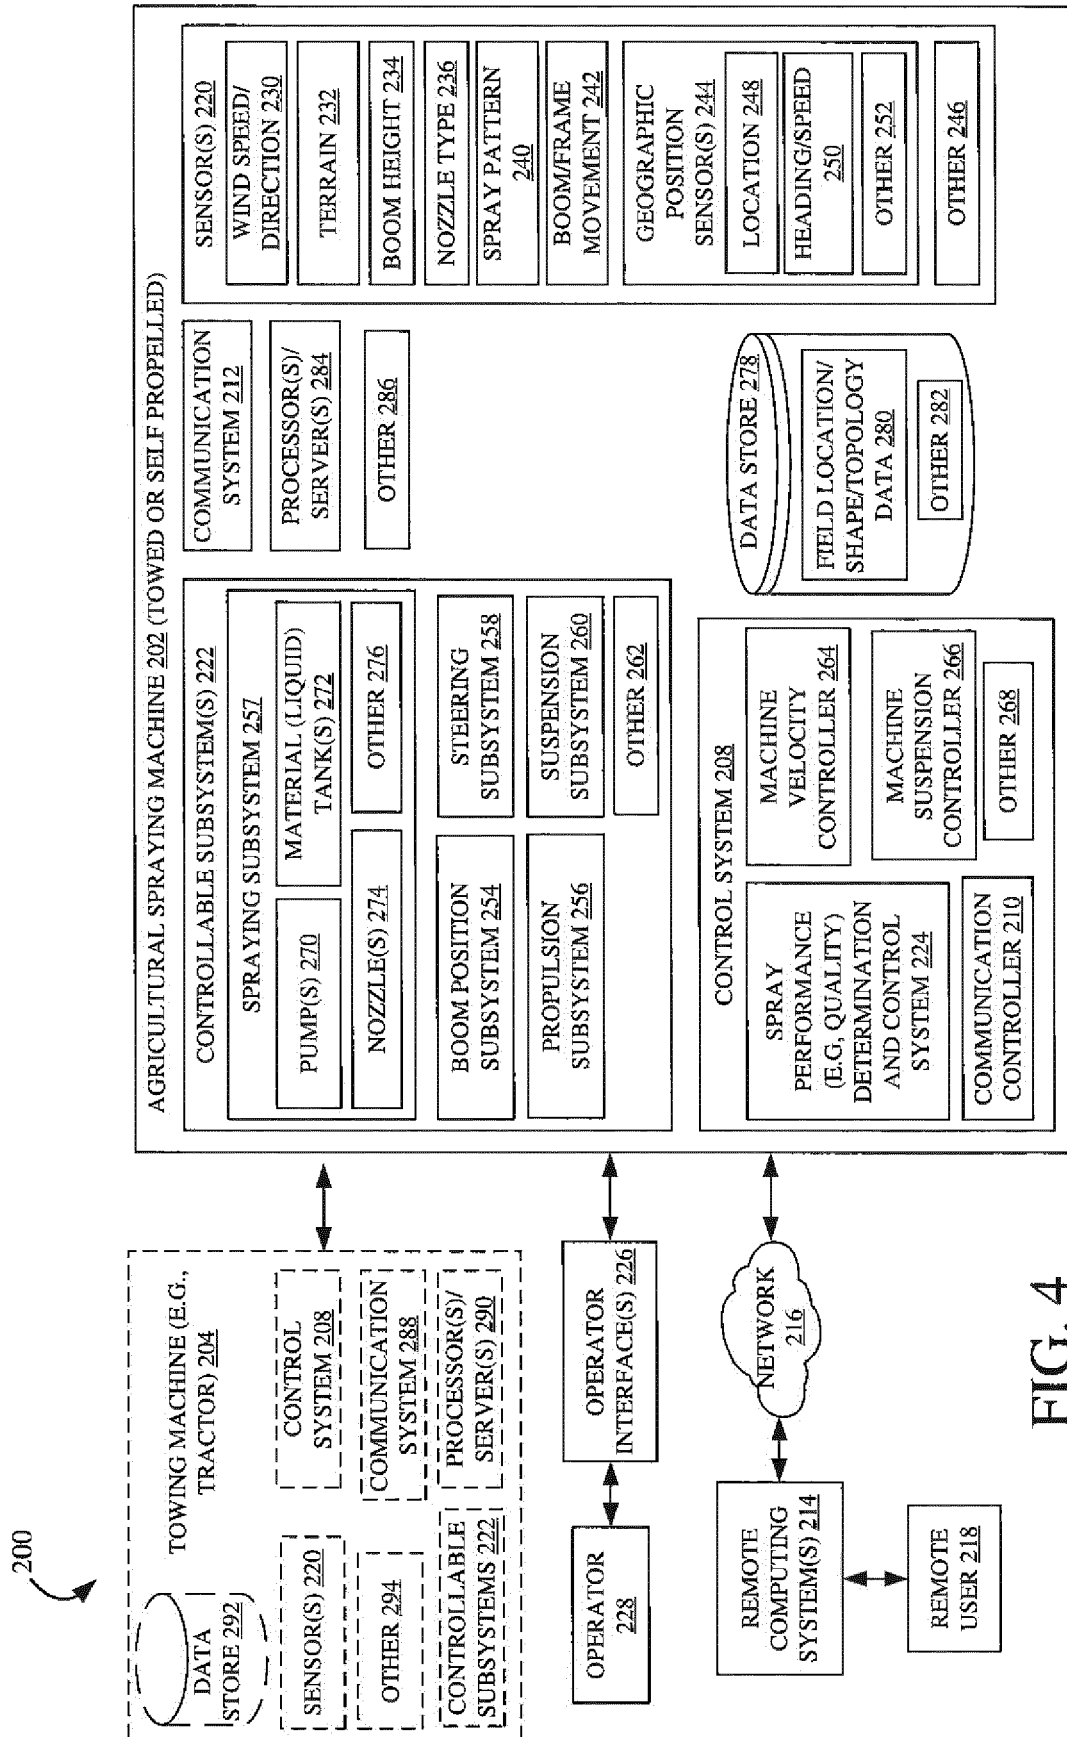 200
TOWING MACHINE (E.G.,
TRACTOR) 204
DATA
STORE 292
SENSOR(S) 220
CONTROL
SYSTEM 208
OTHER 294
COMMUNICATION
SYSTEM 288
CONTROLLABLE
SUBSYSTEMS 222
PROCESSOR(S)/
SERVER(S) 290
OPERATOR
228
OPERATOR
INTERFACE(S) 226
REMOTE
COMPUTING
SYSTEM(S) 214
NETWORK
216
REMOTE
USER 218
AGRICULTURAL SPRAYING MACHINE 202 (TOWED OR SELF PROPELLED)
CONTROLLABLE SUBSYSTEM(S) 222
SPRAYING SUBSYSTEM 257
PUMP(S) 270
MATERIAL (LIQUID)
TANK(S) 272
NOZZLE(S) 274
OTHER 276
BOOM POSITION
SUBSYSTEM 254
STEERING
SUBSYSTEM 258
PROPULSION
SUBSYSTEM 256
SUSPENSION
SUBSYSTEM 260
OTHER 262
CONTROL SYSTEM 208
SPRAY
PERFORMANCE
(E.G, QUALITY)
DETERMINATION
AND CONTROL
SYSTEM 224
MACHINE
VELOCITY
CONTROLLER 264
MACHINE
SUSPENSION
CONTROLLER 266
COMMUNICATION
CONTROLLER 210
OTHER 268
COMMUNICATION
SYSTEM 212
PROCESSOR(S)/
SERVER(S) 284
OTHER 286
DATA STORE 278
FIELD LOCATION/
SHAPE/TOPOLOGY
DATA 280
OTHER 282
SENSOR(S) 220
WIND SPEED/
DIRECTION 230
TERRAIN 232
BOOM HEIGHT 234
NOZZLE TYPE 236
SPRAY PATTERN
240
BOOM/FRAME
MOVEMENT 242
GEOGRAPHIC
POSITION
SENSOR(S) 244
LOCATION 248
HEADING/SPEED
250
OTHER 252
OTHER 246
FIG. 4